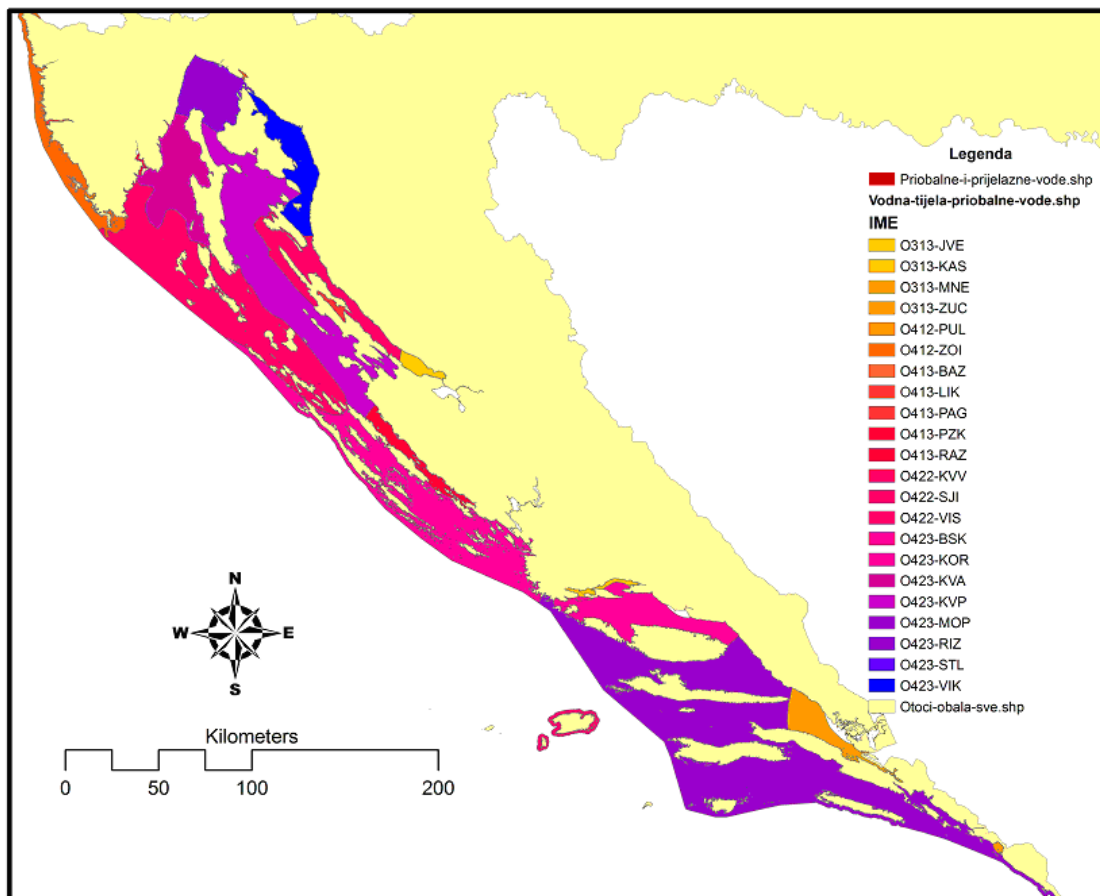 Legenda
Priobalne-i-prijelazne-vode.shp
Vodna-tijela-priobalne-vode.shp
IME
O313-JVE
O313-KAS
O313-MNE
O313-ZUC
O412-PUL
O412-ZOI
O413-BAZ
O413-LIK
O413-PAG
O413-PZK
O413-RAZ
O422-KVV
O422-SJI
O422-VIS
O423-BSK
O423-KOR
O423-KVA
O423-KVP
O423-MOP
O423-RIZ
O423-STL
O423-VIK
Otoci-obala-sve.shp
N
W E
S
Kilometers
0 50 100 200